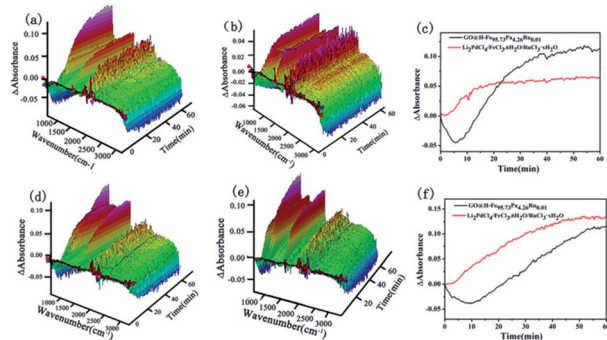 (a)
0.10
0.05
0.00
-0.05
ΔAbsorbance
1000
1500
2000
2500
3000
Wavenumber(cm-1
0
20
40
60
Time(min)
(b)
0.04
0.02
0.00
-0.02
-0.04
-0.06
ΔAbsorbance
1000
1500
2000
2500
3000
Wavenumber(cm⁻¹)
0
20
40
60
Time(min)
(c)
GO@H-Fe95.73Pa4.26Ru0.01
Li2PdCl4/FeCl3.6H2O/RuCl3·xH2O
0.10
0.05
0.00
-0.05
ΔAbsorbance
0 10 20 30 40 50 60
Time(min)
(d)
0.10
0.05
0.00
-0.05
ΔAbsorbance
1000
1500
2000
2500
3000
Wavenumber(cm⁻¹)
0
20
40
60
Time(min)
(e)
0.10
0.05
0.00
-0.05
ΔAbsorbance
1000
1500
2000
2500
3000
Wavenumber(cm⁻¹)
0
20
40
60
Time(min)
(f)
GO@H-Fe95.73Pa4.26Ru0.01
Li2PdCl4/FeCl3.6H2O/RuCl3·xH2O
0.15
0.10
0.05
0.00
-0.05
ΔAbsorbance
0 10 20 30 40 50 60
Time(min)